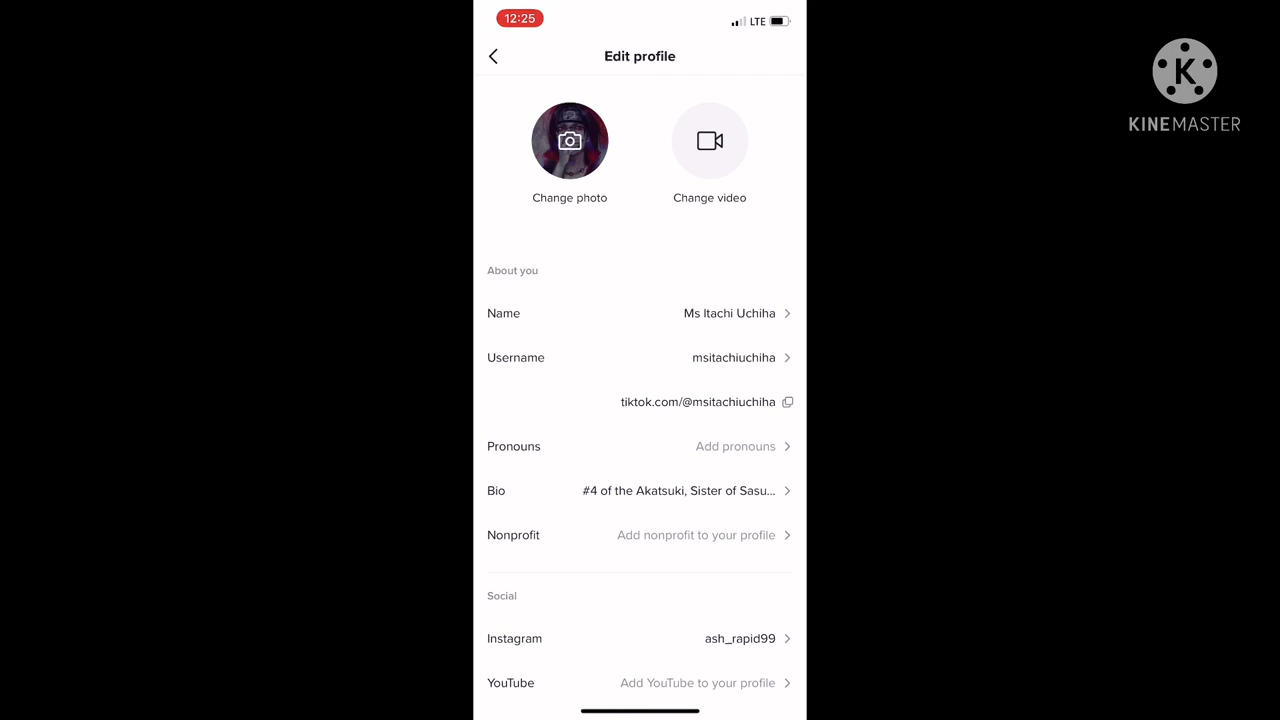 12:25
LTE
Edit profile
K
KINEMASTER
Change photo
Change video
About you
Name
Ms Itachi Uchiha
Username
msitachiuchiha
tiktok.com/@msitachiuchiha
Pronouns
Add pronouns
Bio
#4 of the Akatsuki, Sister of Sasu...
Nonprofit
Add nonprofit to your profile
Social
Instagram
ash_rapid99
YouTube
Add YouTube to your profile